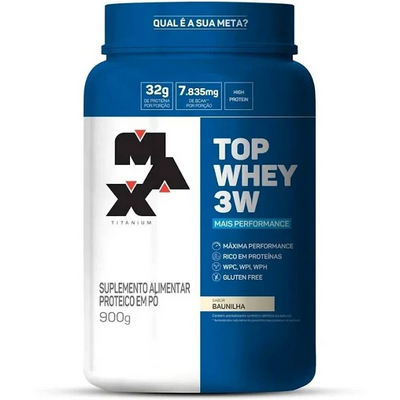 QUAL É A SUA META?
32g
DE PROTEÍNA
POR PORÇÃO
7.835mg
DE BCAA
POR PORÇÃO
HIGH
PROTEIN
MAX
TITANIUM
TOP
WHEY
3W
MAIS PERFORMANCE
MÁXIMA PERFORMANCE
RICO EM PROTEÍNAS
WPC, WPI, WPH
GLUTEN FREE
SUPLEMENTO ALIMENTAR
PROTEICO EM PÓ
900g
SABOR
BAUNILHA